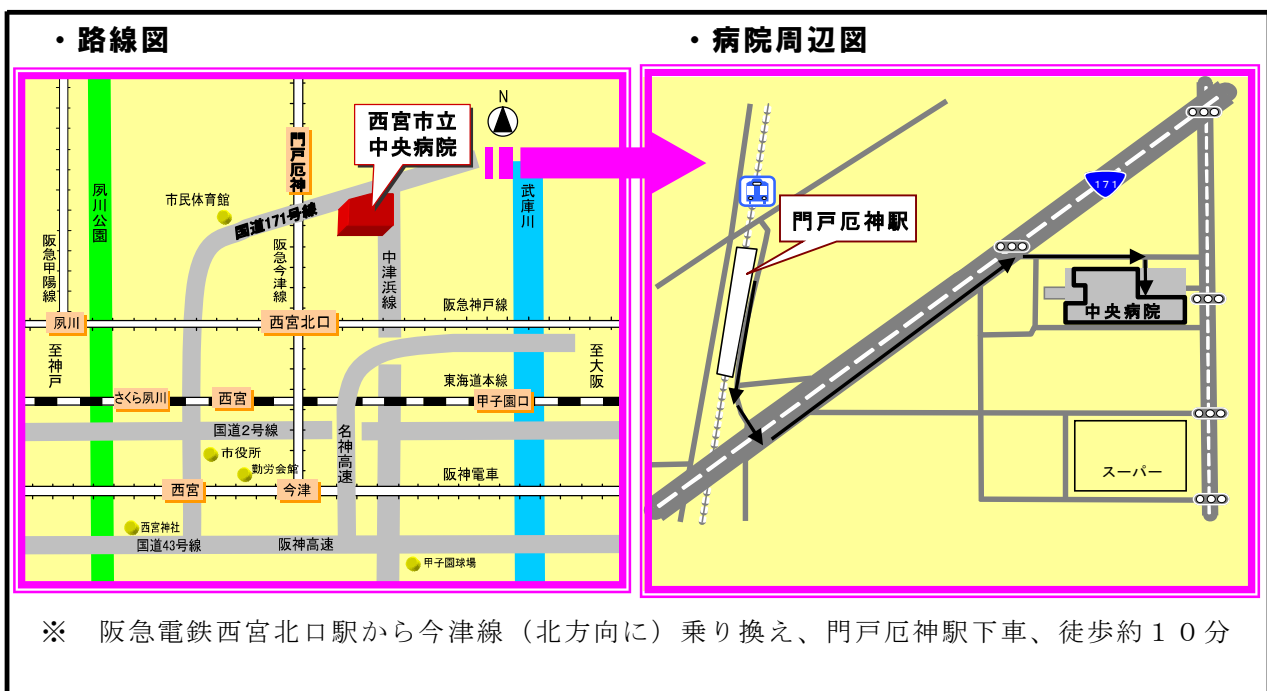 ・路線図
・病院周辺図
N
西宮市立
中央病院
門戸厄神
夙川公園
市民体育館
国道171号線
武庫川
阪急甲陽線
阪急今津線
中津浜線
阪急神戸線
夙川
西宮北口
至神戸
至大阪
東海道本線
さくら夙川
西宮
甲子園口
国道2号線
名神高速
市役所
勤労会館
阪神電車
西宮
今津
西宮神社
国道43号線
阪神高速
甲子園球場
171
門戸厄神駅
中央病院
スーパー
※　阪急電鉄西宮北口駅から今津線（北方向に）乗り換え、門戸厄神駅下車、徒歩約１０分